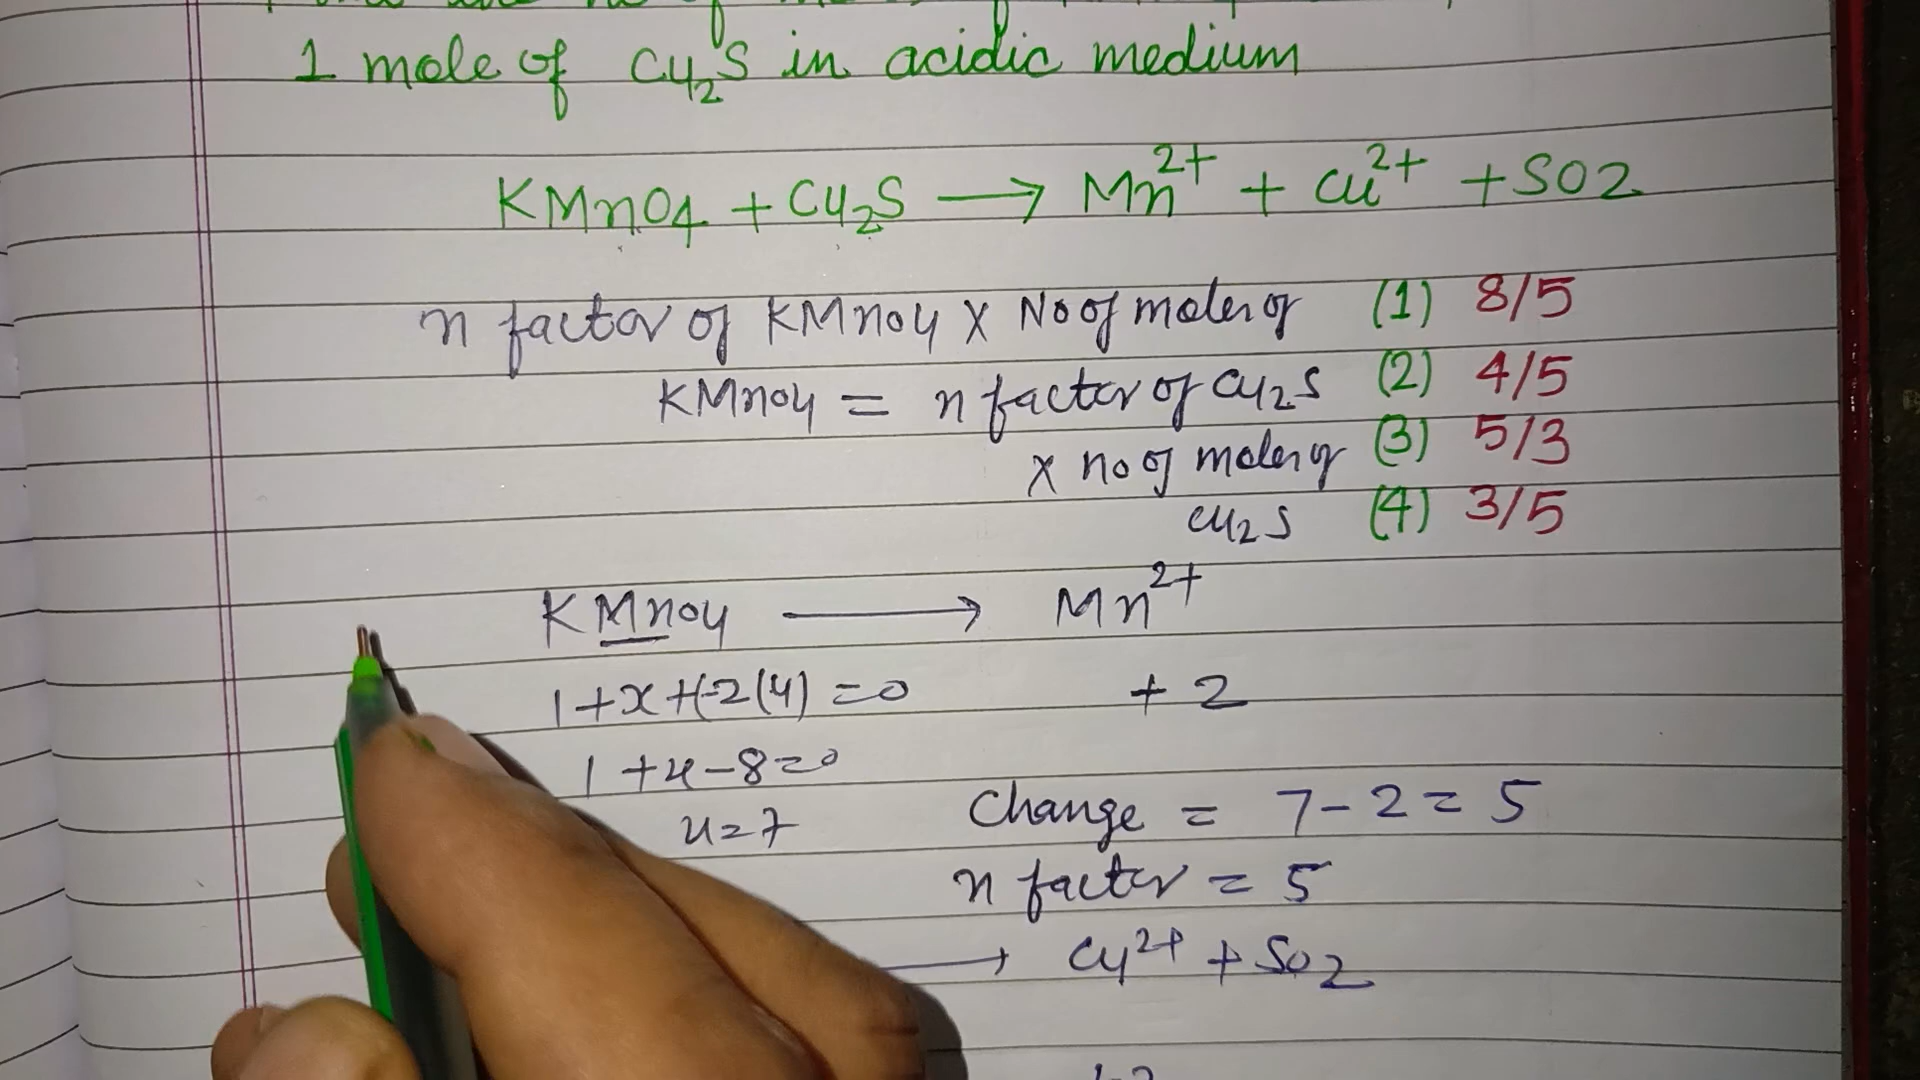 1 mole of Cu2S in acidic medium
KMnO4 + Cu2S → Mn2+ + Cu2+ + SO2
n factor of KMnO4 X No of moles of (1) 8/5
KMnO4 = n factor of Cu2S (2) 4/5
x no of moles of (3) 5/3
Cu2S (4) 3/5
KMnO4 → Mn2+
1+x+(-2(4)=0 +2
1+x-8=0
Change = 7-2=5
x=7
n factor = 5
→ Cu2+ + SO2